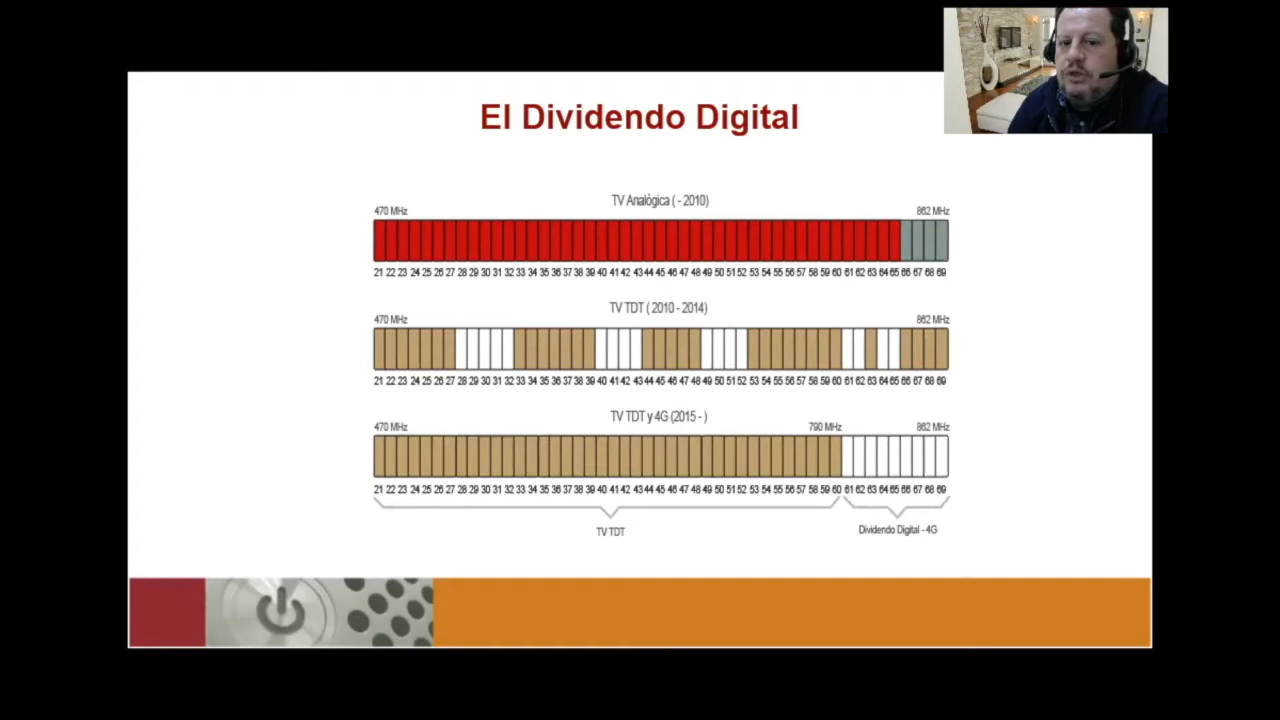 El Dividendo Digital
TV Analógica ( - 2010)
470 MHz 862 MHz
21 22 23 24 25 26 27 28 29 30 31 32 33 34 35 36 37 38 39 40 41 42 43 44 45 46 47 48 49 50 51 52 53 54 55 56 57 58 59 60 61 62 63 64 65 66 67 68 69
TV TDT ( 2010 - 2014)
470 MHz 862 MHz
21 22 23 24 25 26 27 28 29 30 31 32 33 34 35 36 37 38 39 40 41 42 43 44 45 46 47 48 49 50 51 52 53 54 55 56 57 58 59 60 61 62 63 64 65 66 67 68 69
TV TDT y 4G (2015 - )
470 MHz 790 MHz 862 MHz
21 22 23 24 25 26 27 28 29 30 31 32 33 34 35 36 37 38 39 40 41 42 43 44 45 46 47 48 49 50 51 52 53 54 55 56 57 58 59 60 61 62 63 64 65 66 67 68 69
TV TDT
Dividendo Digital - 4G